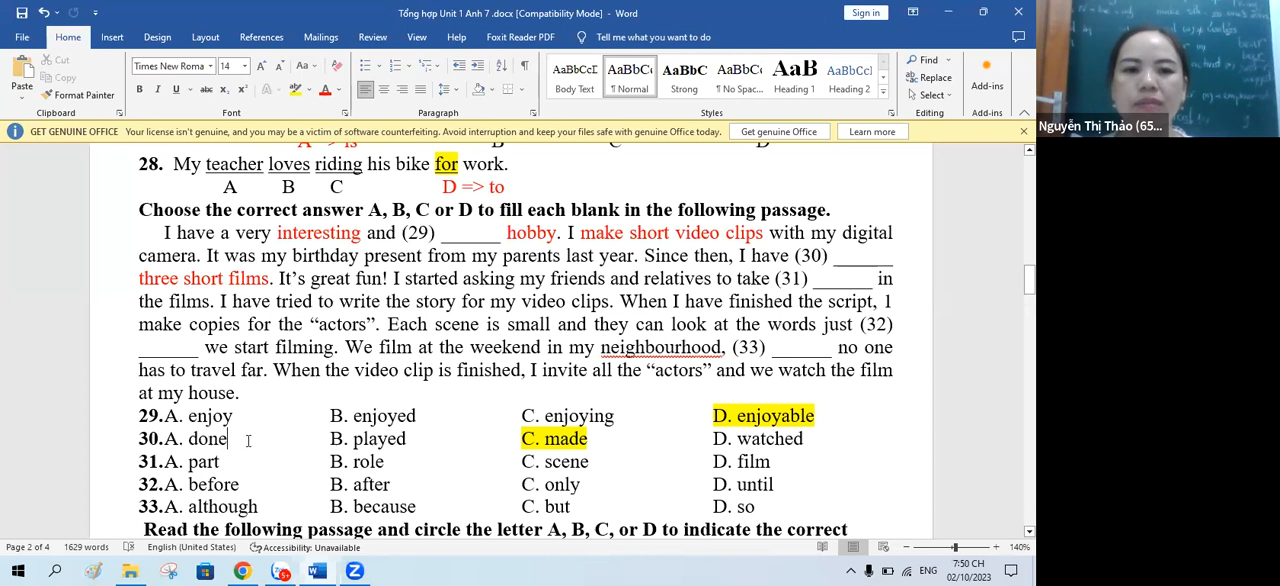 Tổng hợp Unit 1 Anh 7 .docx [Compatibility Mode] - Word
Sign in
File Home Insert Design Layout References Mailings Review View Help Foxit Reader PDF Tell me what you want to do
Paste
Cut
Copy
Format Painter
Clipboard
Times New Roma 14
Font
Paragraph
AaBbCcD Body Text
AaBbCc ¶ Normal
AaBbC Strong
AaBbCc ¶ No Spac...
AaB Heading 1
AaBbCc Heading 2
Styles
Find
Replace
Select
Editing
Add-ins
Add-ins
GET GENUINE OFFICE Your license isn't genuine, and you may be a victim of software counterfeiting. Avoid interruption and keep your files safe with genuine Office today. Get genuine Office Learn more
Nguyễn Thị Thảo (65...
28. My teacher loves riding his bike for work.
A B C D => to
Choose the correct answer A, B, C or D to fill each blank in the following passage.
I have a very interesting and (29) ______ hobby. I make short video clips with my digital
camera. It was my birthday present from my parents last year. Since then, I have (30) ______
three short films. It's great fun! I started asking my friends and relatives to take (31) ______ in
the films. I have tried to write the story for my video clips. When I have finished the script, 1
make copies for the “actors”. Each scene is small and they can look at the words just (32)
______ we start filming. We film at the weekend in my neighbourhood, (33) ______ no one
has to travel far. When the video clip is finished, I invite all the “actors” and we watch the film
at my house.
29.A. enjoy B. enjoyed C. enjoying D. enjoyable
30.A. done B. played C. made D. watched
31.A. part B. role C. scene D. film
32.A. before B. after C. only D. until
33.A. although B. because C. but D. so
Read the following passage and circle the letter A, B, C, or D to indicate the correct
Page 2 of 4 1629 words English (United States) Accessibility: Unavailable 140%
ENG
7:50 CH
02/10/2023